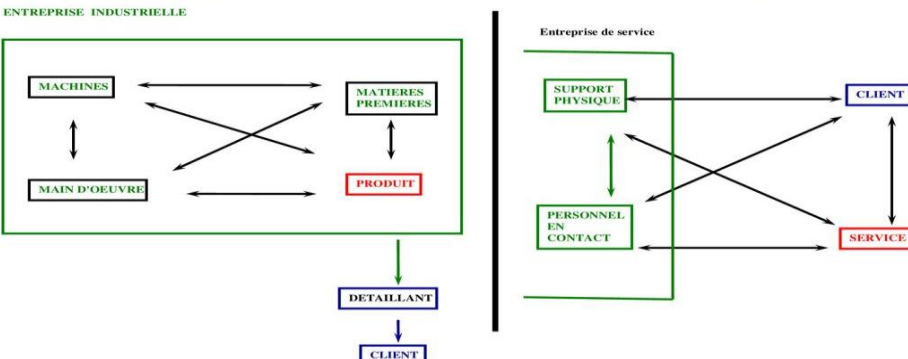 ENTREPRISE INDUSTRIELLE
MACHINES
MATIERES
PREMIERES
MAIN D'OEUVRE
PRODUIT
DETAILLANT
CLIENT
Entreprise de service
SUPPORT
PHYSIQUE
CLIENT
PERSONNEL
EN
CONTACT
SERVICE